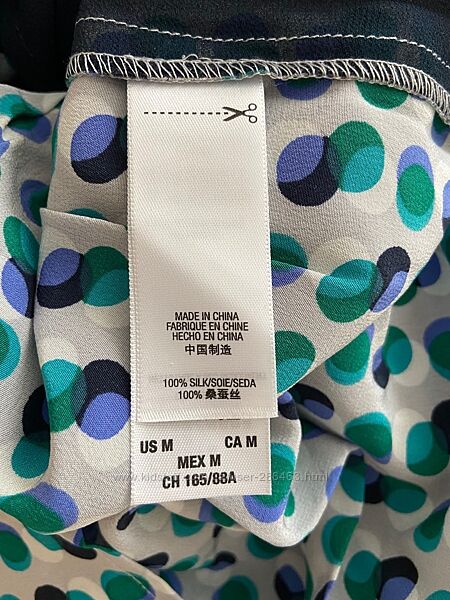 MADE IN CHINA
FABRIQUE EN CHINE
HECHO EN CHINA
中国制造
100% SILK/SOIE/SEDA
100% 桑蚕丝
US M CA M
MEX M
CH 165/88A